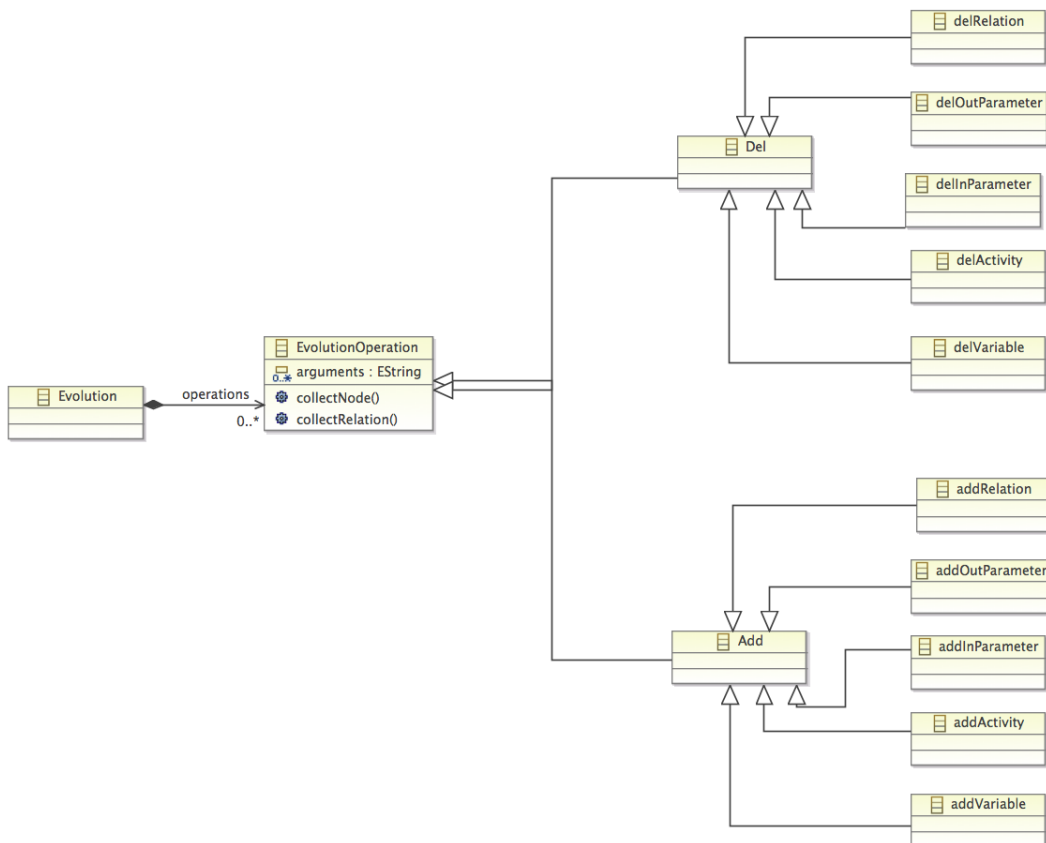 delRelation
delOutParameter
Del
delInParameter
delActivity
delVariable
EvolutionOperation
0..* arguments : EString
Evolution
operations
collectNode()
0..*
collectRelation()
addRelation
addOutParameter
Add
addInParameter
addActivity
addVariable